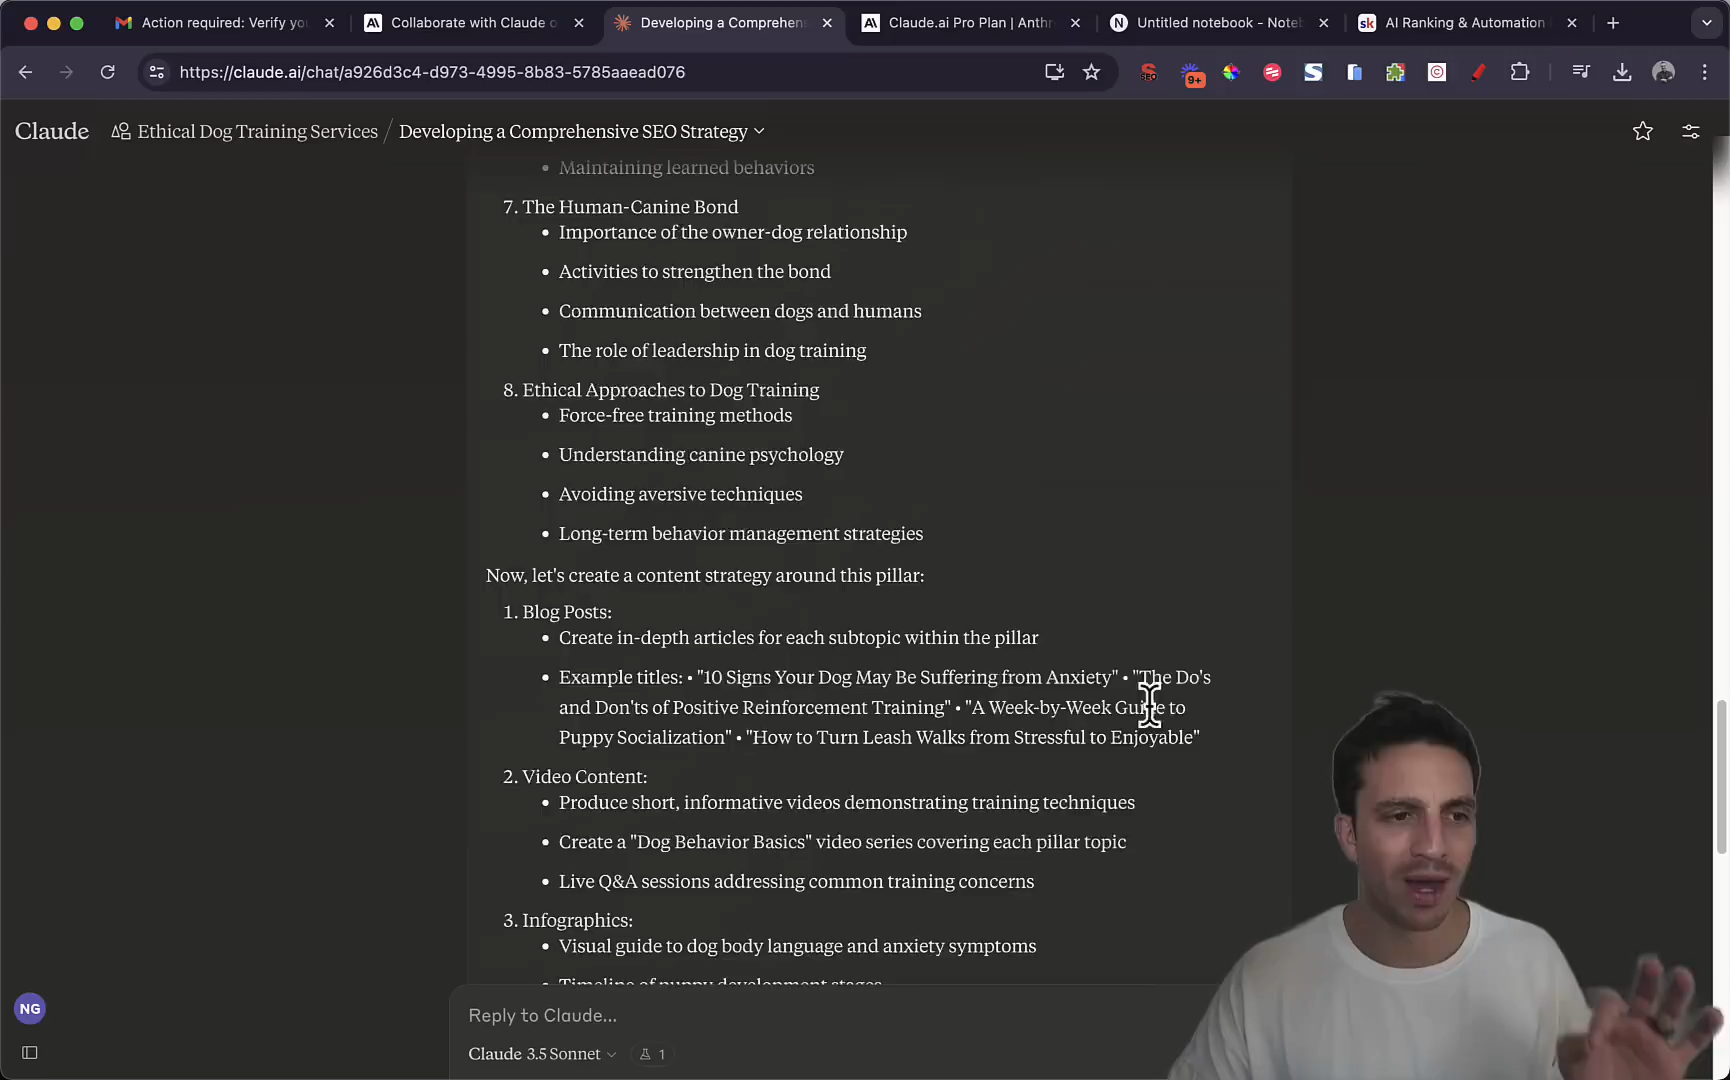 Action required: Verify yo
Collaborate with Claude o
Developing a Comprehens
Claude.ai Pro Plan | Anthr
Untitled notebook - Note
sk
AI Ranking & Automation
https://claude.ai/chat/a926d3c4-d973-4995-8b83-5785aaead076
SEO
9+
Claude
Ethical Dog Training Services / Developing a Comprehensive SEO Strategy
• Maintaining learned behaviors
7. The Human-Canine Bond
• Importance of the owner-dog relationship
• Activities to strengthen the bond
• Communication between dogs and humans
• The role of leadership in dog training
8. Ethical Approaches to Dog Training
• Force-free training methods
• Understanding canine psychology
• Avoiding aversive techniques
• Long-term behavior management strategies
Now, let's create a content strategy around this pillar:
1. Blog Posts:
• Create in-depth articles for each subtopic within the pillar
• Example titles: • "10 Signs Your Dog May Be Suffering from Anxiety" • "The Do's
and Don'ts of Positive Reinforcement Training" • "A Week-by-Week Guide to
Puppy Socialization" • "How to Turn Leash Walks from Stressful to Enjoyable"
2. Video Content:
• Produce short, informative videos demonstrating training techniques
• Create a "Dog Behavior Basics" video series covering each pillar topic
• Live Q&A sessions addressing common training concerns
3. Infographics:
• Visual guide to dog body language and anxiety symptoms
• Timeline of puppy development stages
NG
Reply to Claude...
Claude 3.5 Sonnet
1